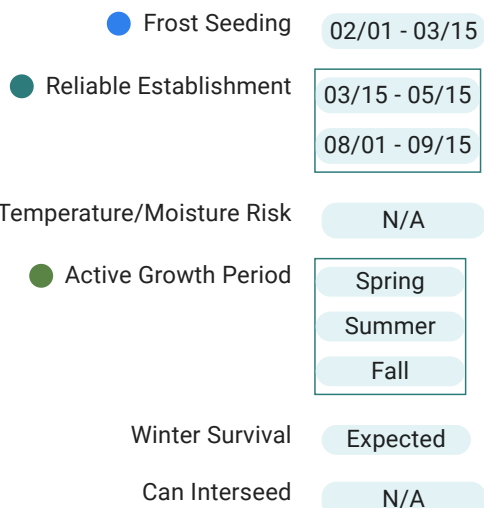 Frost Seeding 02/01 - 03/15
Reliable Establishment 03/15 - 05/15
08/01 - 09/15
Temperature/Moisture Risk N/A
Active Growth Period Spring
Summer
Fall
Winter Survival Expected
Can Interseed N/A